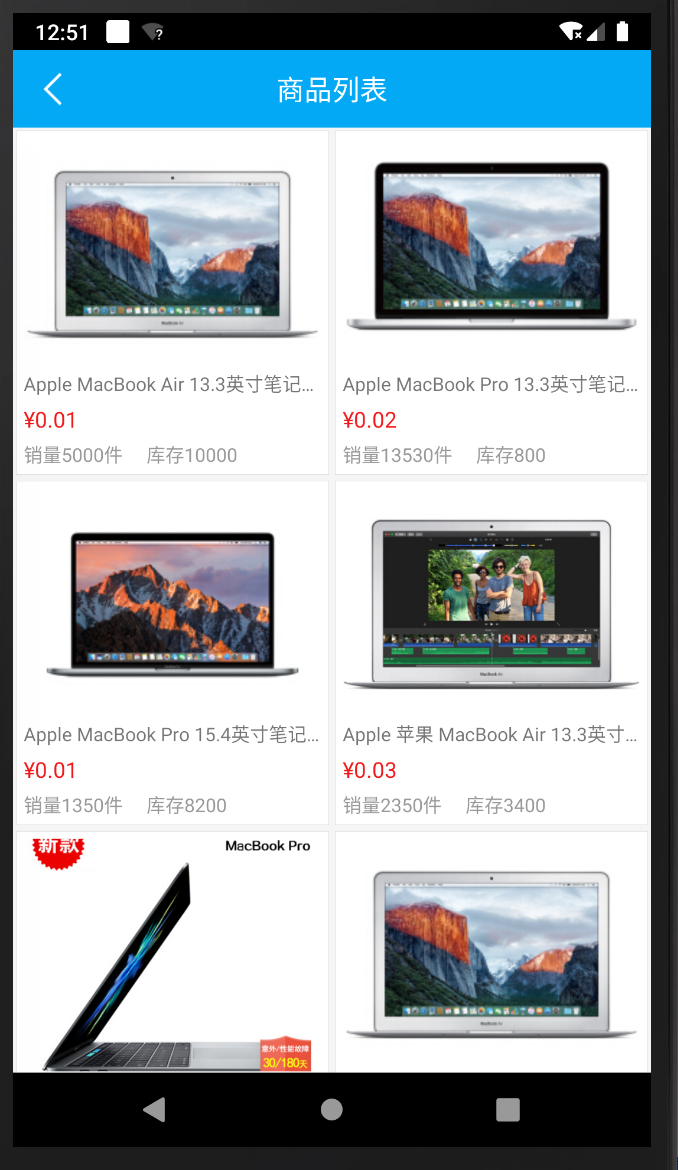 12:51
商品列表
Apple MacBook Air 13.3英寸笔记...
Apple MacBook Pro 13.3英寸笔记...
¥0.01
¥0.02
销量5000件 库存10000
销量13530件 库存800
Apple MacBook Pro 15.4英寸笔记...
Apple 苹果 MacBook Air 13.3英寸...
¥0.01
¥0.03
销量1350件 库存8200
销量2350件 库存3400
新款
MacBook Pro
意外/性能故障
30/180天